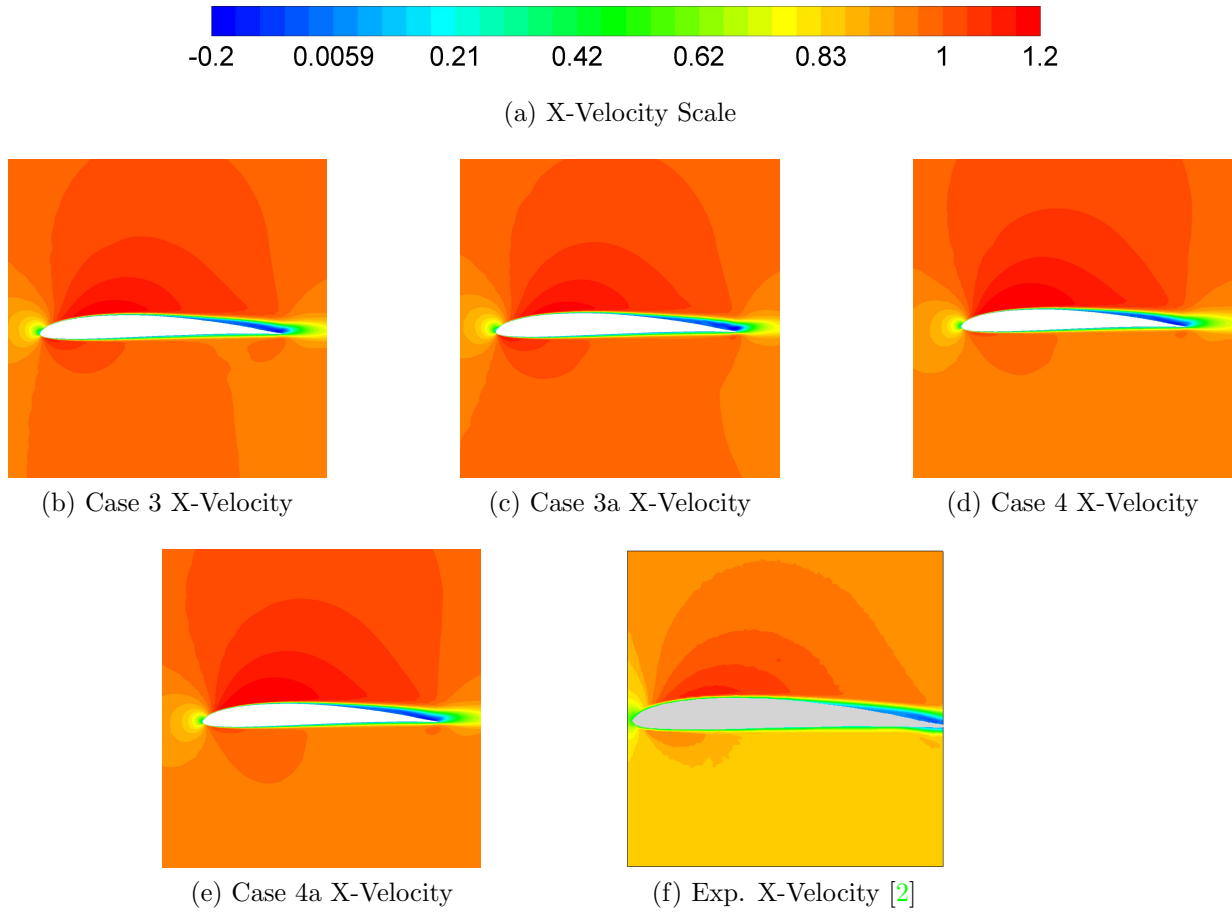 -0.2 0.0059 0.21 0.42 0.62 0.83 1 1.2
(a) X-Velocity Scale
(b) Case 3 X-Velocity (c) Case 3a X-Velocity (d) Case 4 X-Velocity
(e) Case 4a X-Velocity (f) Exp. X-Velocity [2]